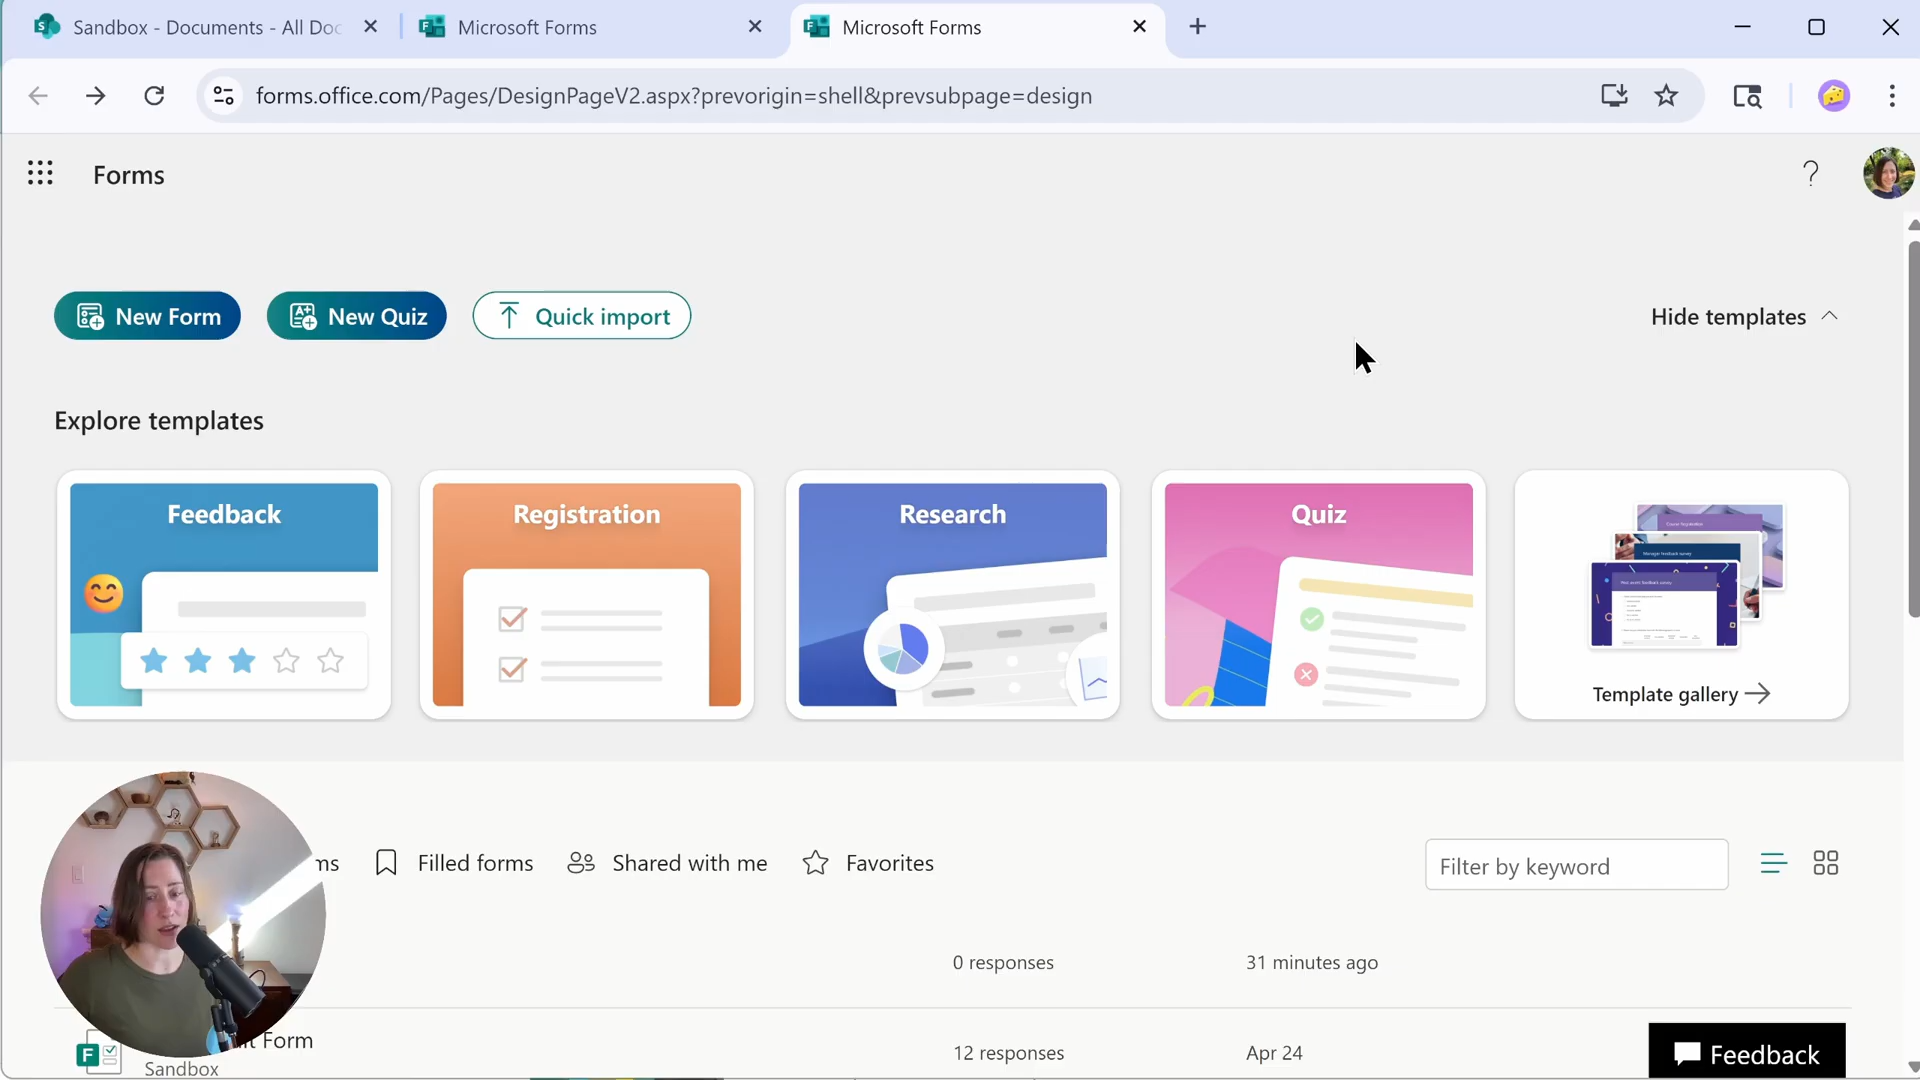 Sandbox - Documents - All Doc
Microsoft Forms
Microsoft Forms
forms.office.com/Pages/DesignPageV2.aspx?prevorigin=shell&prevsubpage=design
Forms
New Form
New Quiz
Quick import
Hide templates
Explore templates
Feedback
Registration
Research
Quiz
Template gallery
ms
Filled forms
Shared with me
Favorites
Filter by keyword
0 responses
31 minutes ago
Form
12 responses
Apr 24
Sandbox
Feedback